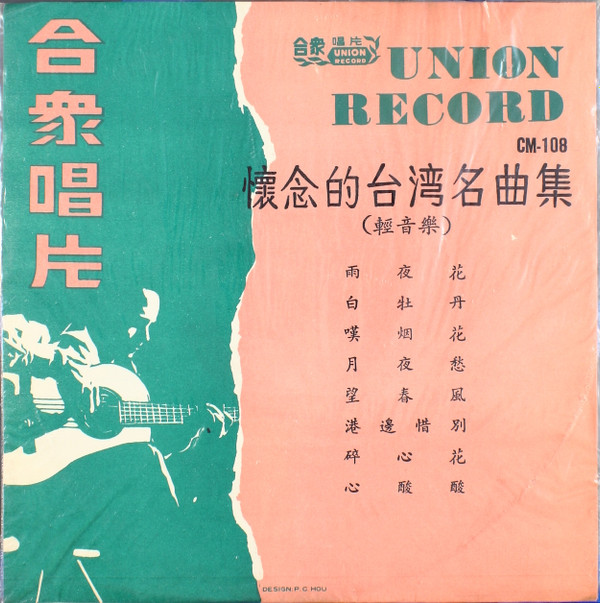 合衆唱片
合衆 唱片
UNION
RECORD
UNION
RECORD
CM-108
懷念的台湾名曲集
(輕音樂)
雨夜花
白牡丹
嘆烟花
月夜愁
望春風
港邊惜別
碎心花
心酸酸
DESIGN. P. C. HOU